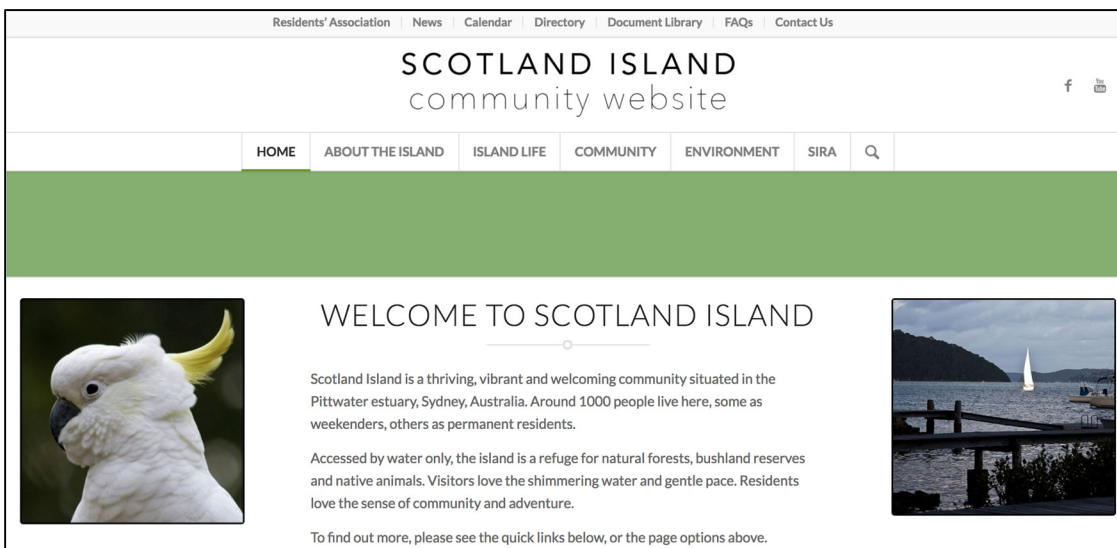 Residents' Association News Calendar Directory Document Library FAQs Contact Us
SCOTLAND ISLAND
community website
You
Tube
HOME ABOUT THE ISLAND ISLAND LIFE COMMUNITY ENVIRONMENT SIRA
WELCOME TO SCOTLAND ISLAND
Scotland Island is a thriving, vibrant and welcoming community situated in the
Pittwater estuary, Sydney, Australia. Around 1000 people live here, some as
weekenders, others as permanent residents.
Accessed by water only, the island is a refuge for natural forests, bushland reserves
and native animals. Visitors love the shimmering water and gentle pace. Residents
love the sense of community and adventure.
To find out more, please see the quick links below, or the page options above.